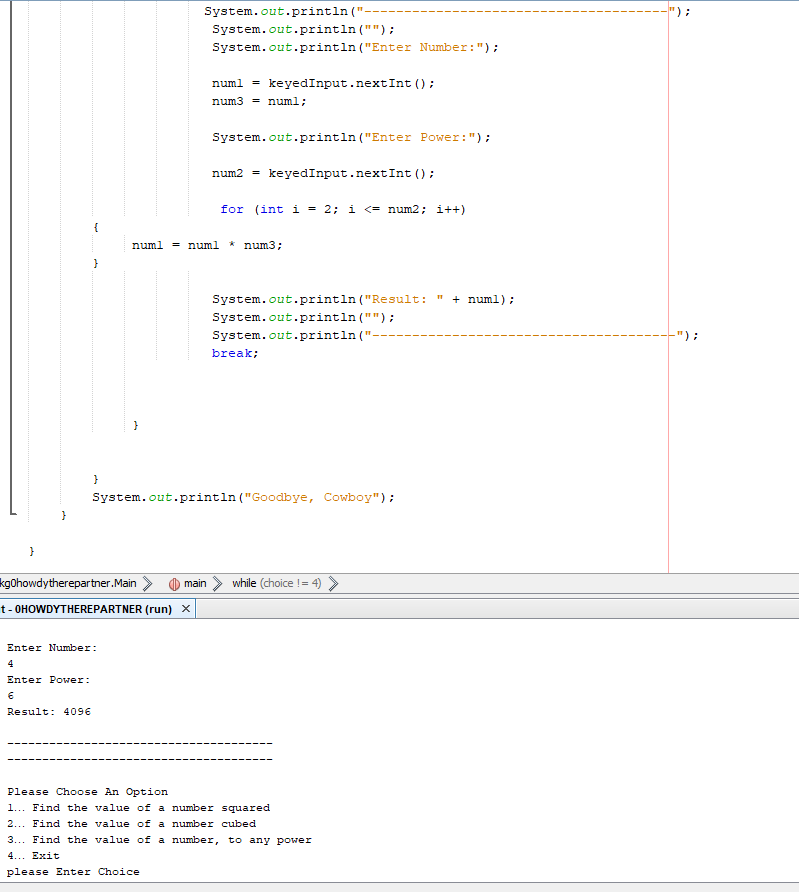 System.out.println("--------------------------------------");
System.out.println("");
System.out.println("Enter Number:");
num1 = keyedInput.nextInt();
num3 = num1;
System.out.println("Enter Power:");
num2 = keyedInput.nextInt();
for (int i = 2; i <= num2; i++)
{
num1 = num1 * num3;
}
System.out.println("Result: " + num1);
System.out.println("");
System.out.println("--------------------------------------");
break;
}
}
System.out.println("Goodbye, Cowboy");
}
}
kg0howdytherepartner.Main main while (choice != 4)
t - 0HOWDYTHEREPARTNER (run) ×
Enter Number:
4
Enter Power:
6
Result: 4096
--------------------------------------
--------------------------------------
Please Choose An Option
1... Find the value of a number squared
2... Find the value of a number cubed
3... Find the value of a number, to any power
4... Exit
please Enter Choice